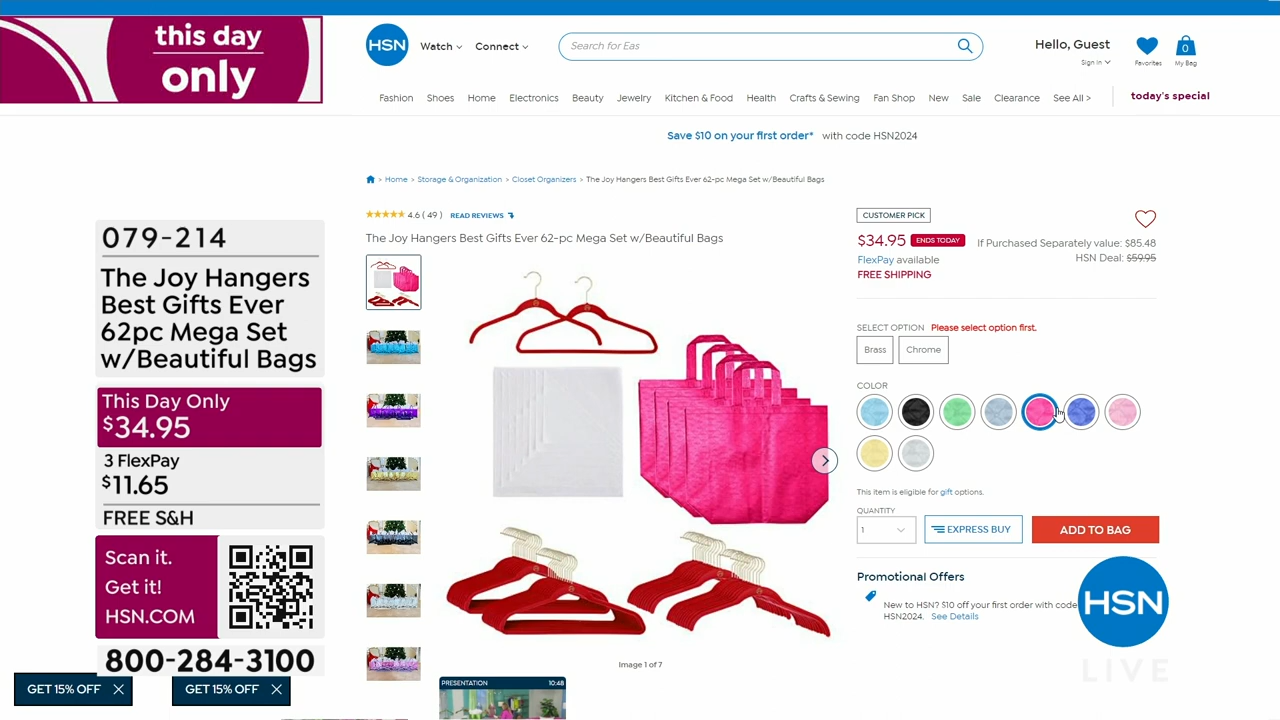 this day
only
HSN
Watch
Connect
Search for Eas
Hello, Guest
Sign In
Favorites
0
My Bag
Fashion
Shoes
Home
Electronics
Beauty
Jewelry
Kitchen & Food
Health
Crafts & Sewing
Fan Shop
New
Sale
Clearance
See All >
today's special
Save $10 on your first order* with code HSN2024
> Home > Storage & Organization > Closet Organizers > The Joy Hangers Best Gifts Ever 62-pc Mega Set w/Beautiful Bags
4.6 ( 49 ) READ REVIEWS
The Joy Hangers Best Gifts Ever 62-pc Mega Set w/Beautiful Bags
079-214
The Joy Hangers
Best Gifts Ever
62pc Mega Set
w/Beautiful Bags
This Day Only
$34.95
3 FlexPay
$11.65
FREE S&H
Scan it.
Get it!
HSN.COM
800-284-3100
GET 15% OFF
GET 15% OFF
CUSTOMER PICK
$34.95 ENDS TODAY
If Purchased Separately value: $85.48
FlexPay available
HSN Deal: $59.95
FREE SHIPPING
SELECT OPTION Please select option first.
Brass
Chrome
COLOR
This item is eligible for gift options.
QUANTITY
1
EXPRESS BUY
ADD TO BAG
Promotional Offers
New to HSN? $10 off your first order with code
HSN2024. See Details
HSN
LIVE
Image 1 of 7
PRESENTATION 10:48